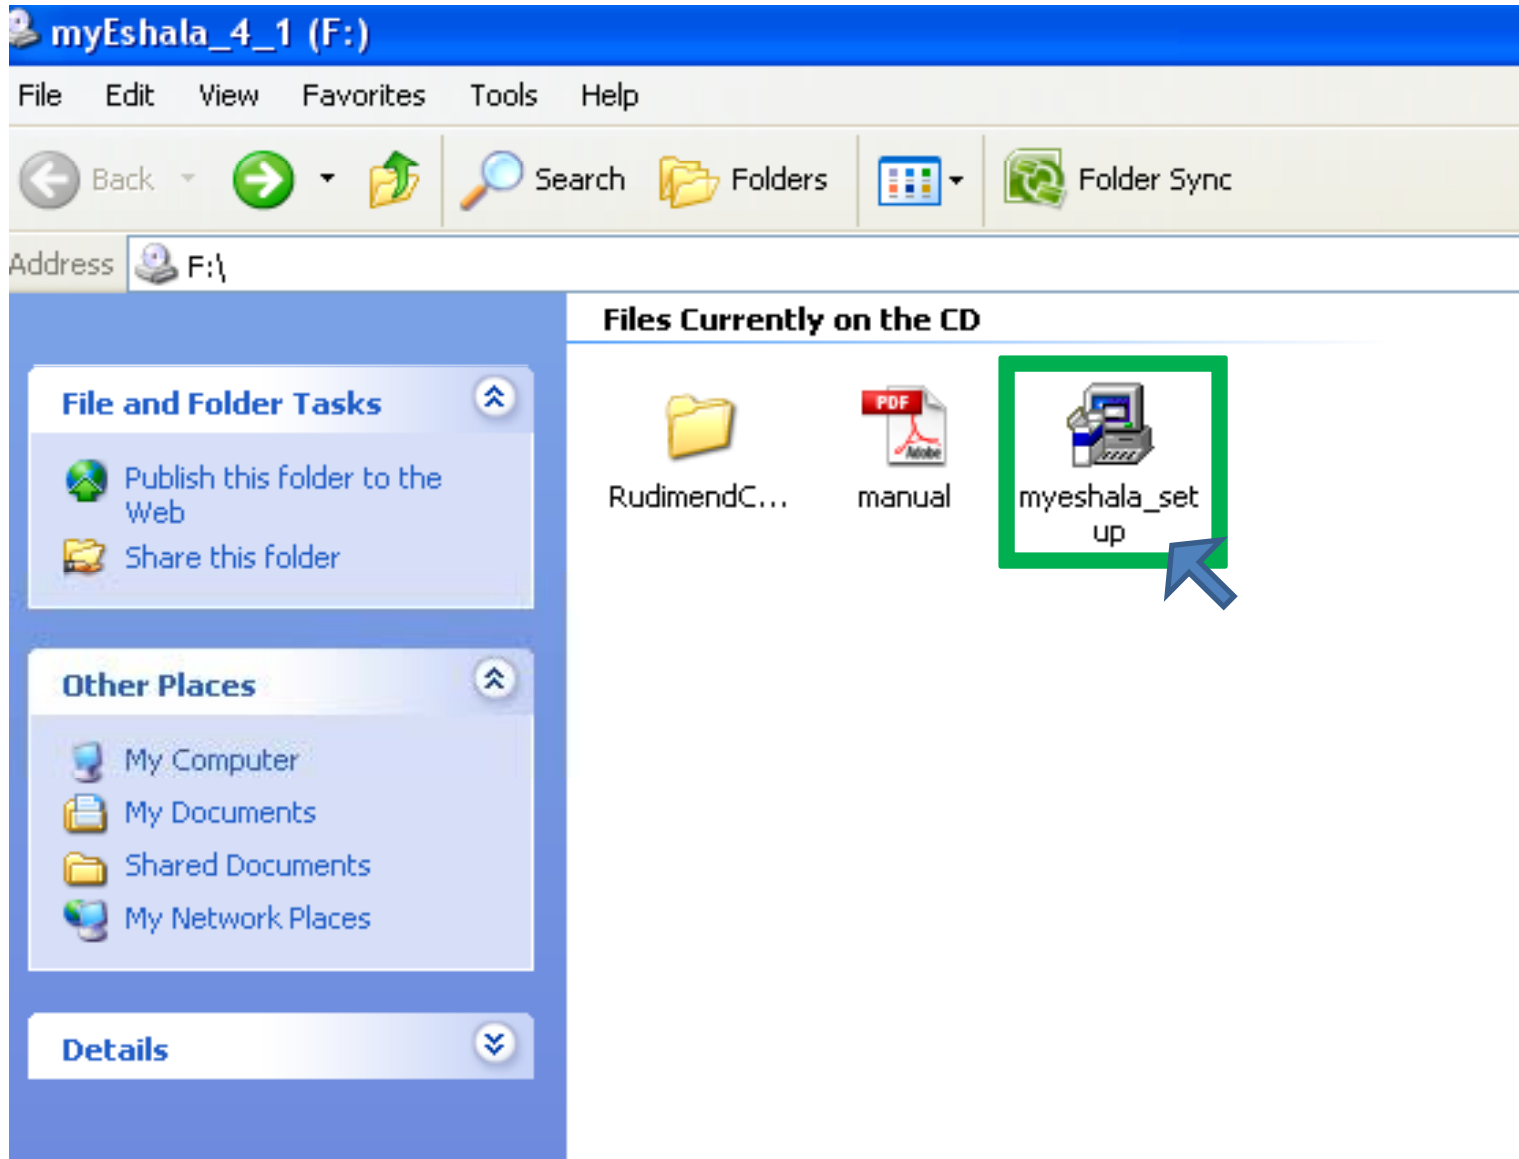 myEshala_4_1 (F:)
File Edit View Favorites Tools Help
Back Search Folders Folder Sync
Address F:\
Files Currently on the CD
File and Folder Tasks
Publish this folder to the
Web
Share this folder
Other Places
My Computer
My Documents
Shared Documents
My Network Places
Details
RudimendC...
PDF
Adobe
manual
myeshala_set
up